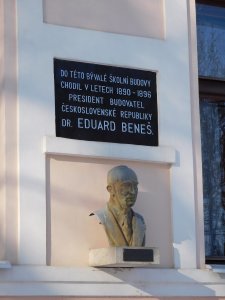 DO TÉTO BÝVALÉ ŠKOLNÍ BUDOVY
CHODIL V LETECH 1890 - 1896
PRESIDENT BUDOVATEL
ČESKOSLOVENSKÉ REPUBLIKY
DR. EDUARD BENEŠ.